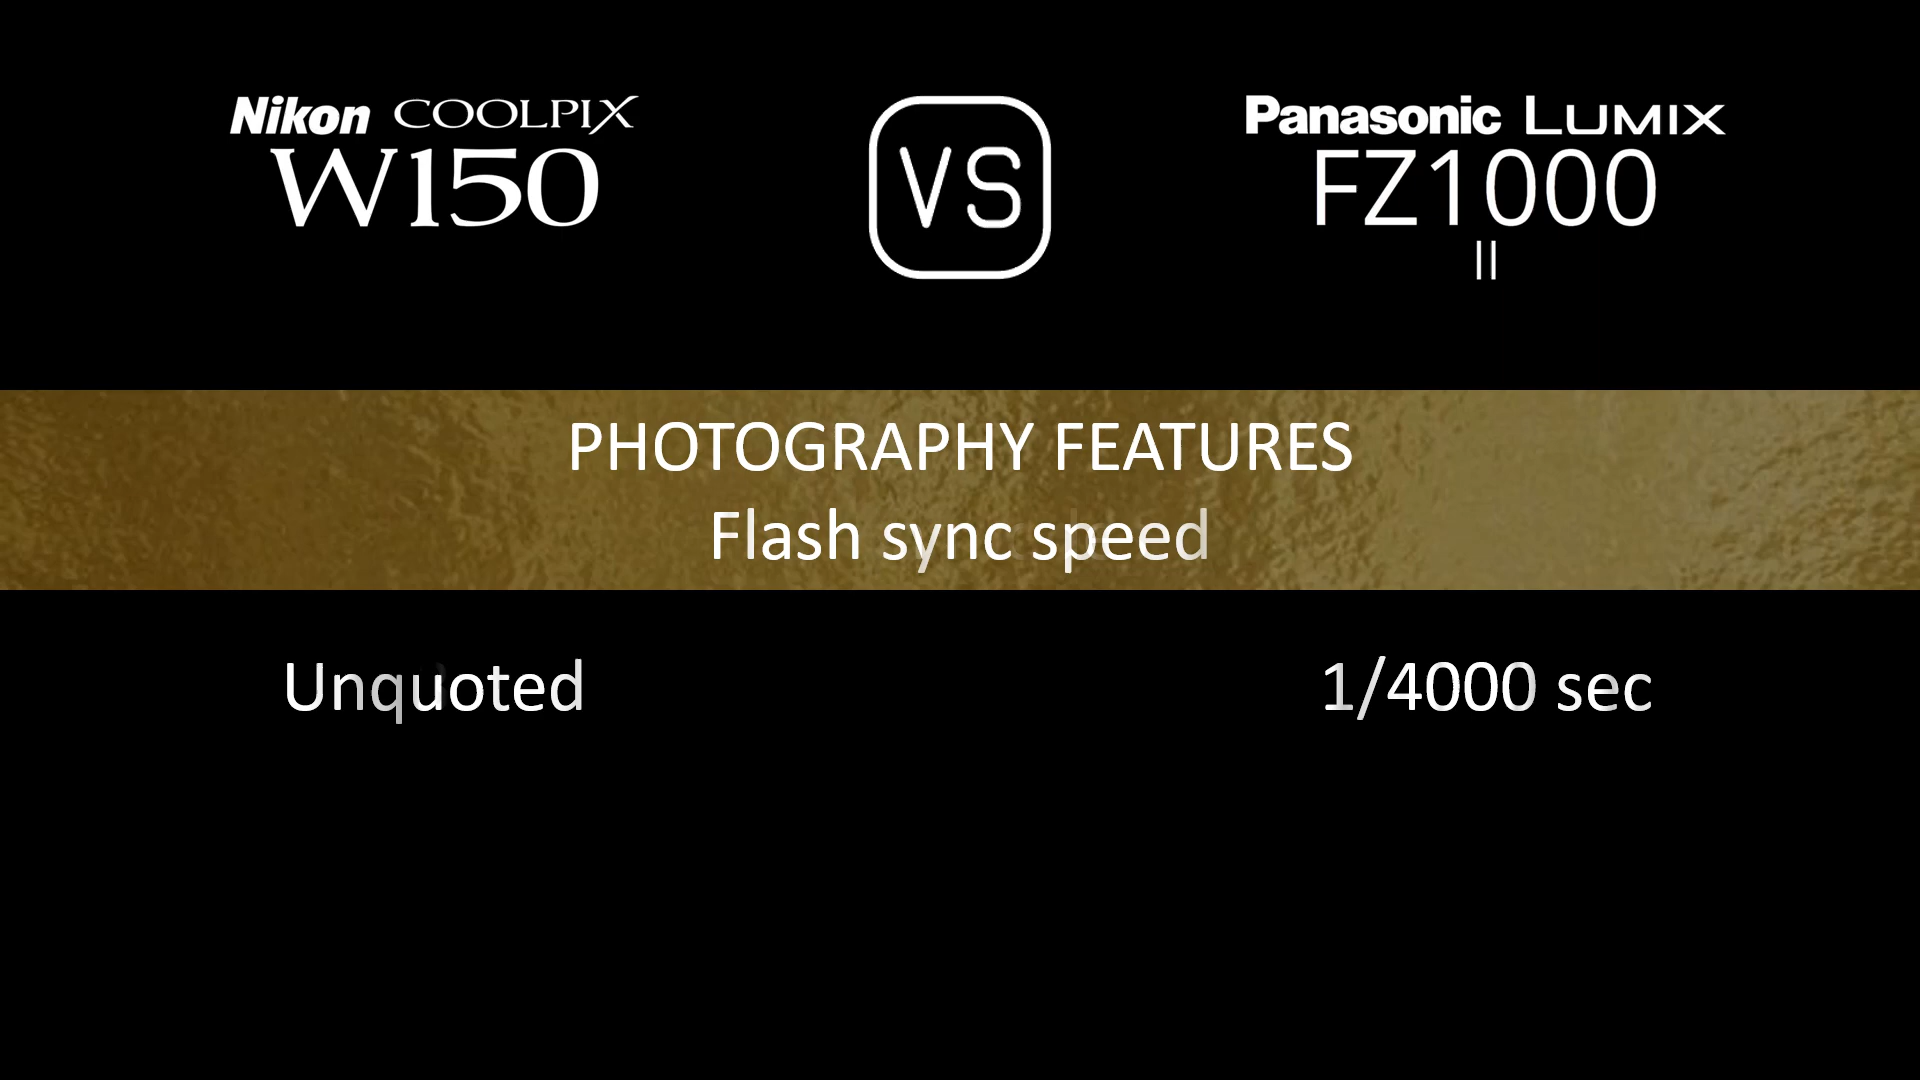 Nikon COOLPIX
W150
VS
Panasonic LUMIX
FZ1000
II
PHOTOGRAPHY FEATURES
Flash sync speed
Unquoted
1/4000 sec